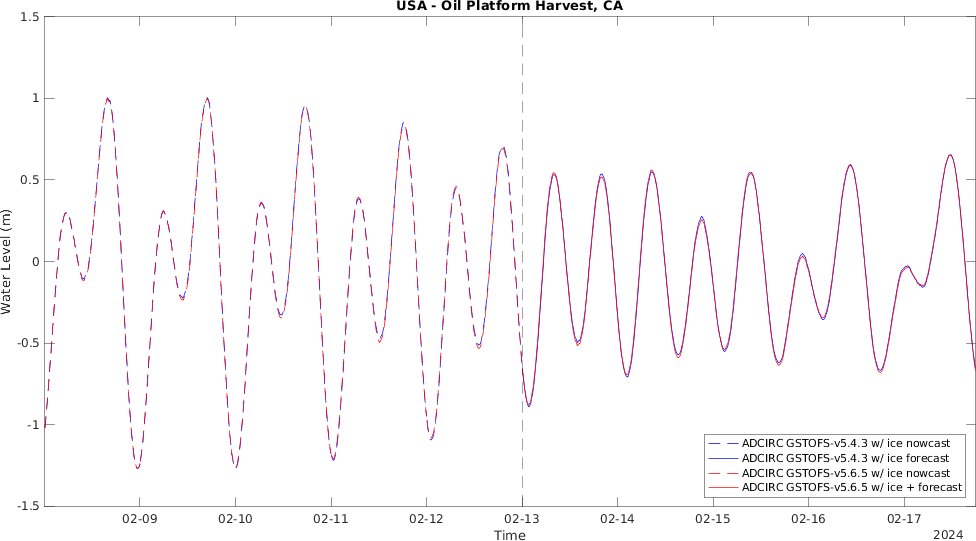 USA - Oil Platform Harvest, CA
1.5
1
0.5
0
-0.5
-1
-1.5
Water Level (m)
02-09 02-10 02-11 02-12 02-13 02-14 02-15 02-16 02-17
Time
2024
ADCIRC GSTOFS-v5.4.3 w/ ice nowcast
ADCIRC GSTOFS-v5.4.3 w/ ice forecast
ADCIRC GSTOFS-v5.6.5 w/ ice nowcast
ADCIRC GSTOFS-v5.6.5 w/ ice + forecast